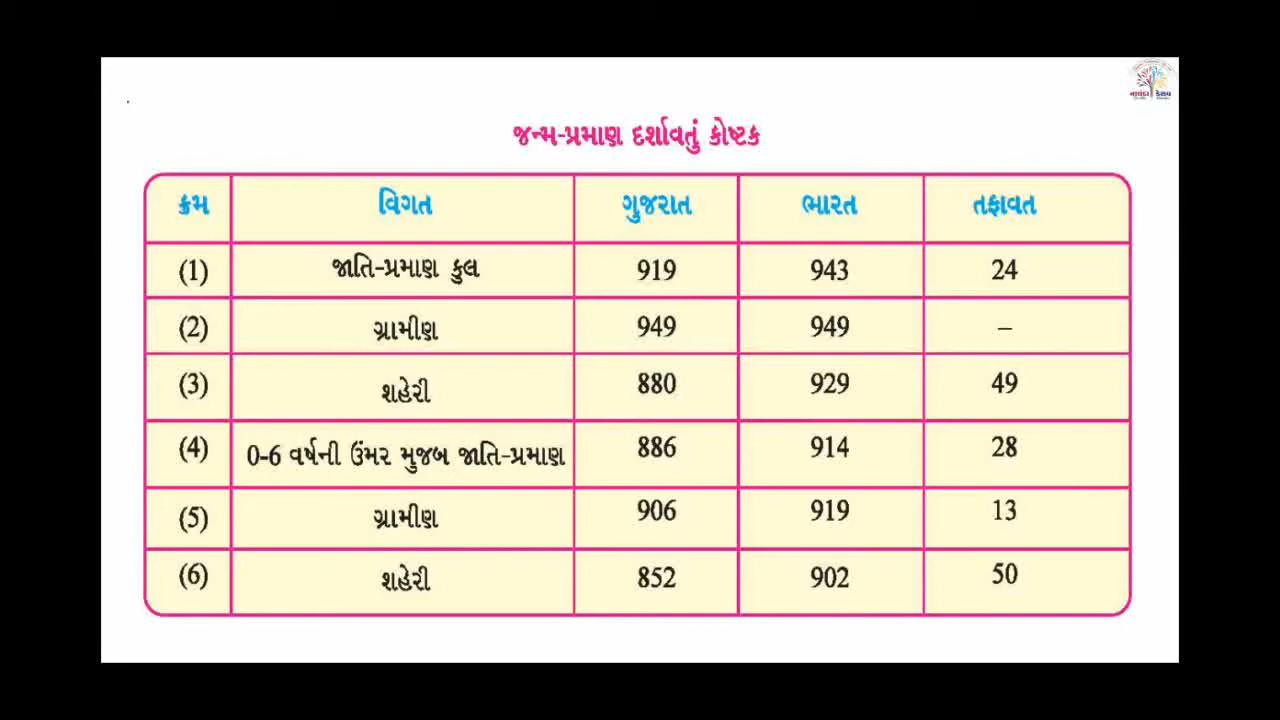 નાલંદા કેસવ
જન્મ-પ્રમાણ દર્શાવતું કોષ્ટક
ક્રમ વિગત ગુજરાત ભારત તફાવત
(1) જાતિ-પ્રમાણ કુલ 919 943 24
(2) ગ્રામીણ 949 949 –
(3) શહેરી 880 929 49
(4) 0-6 વર્ષની ઉંમર મુજબ જાતિ-પ્રમાણ 886 914 28
(5) ગ્રામીણ 906 919 13
(6) શહેરી 852 902 50